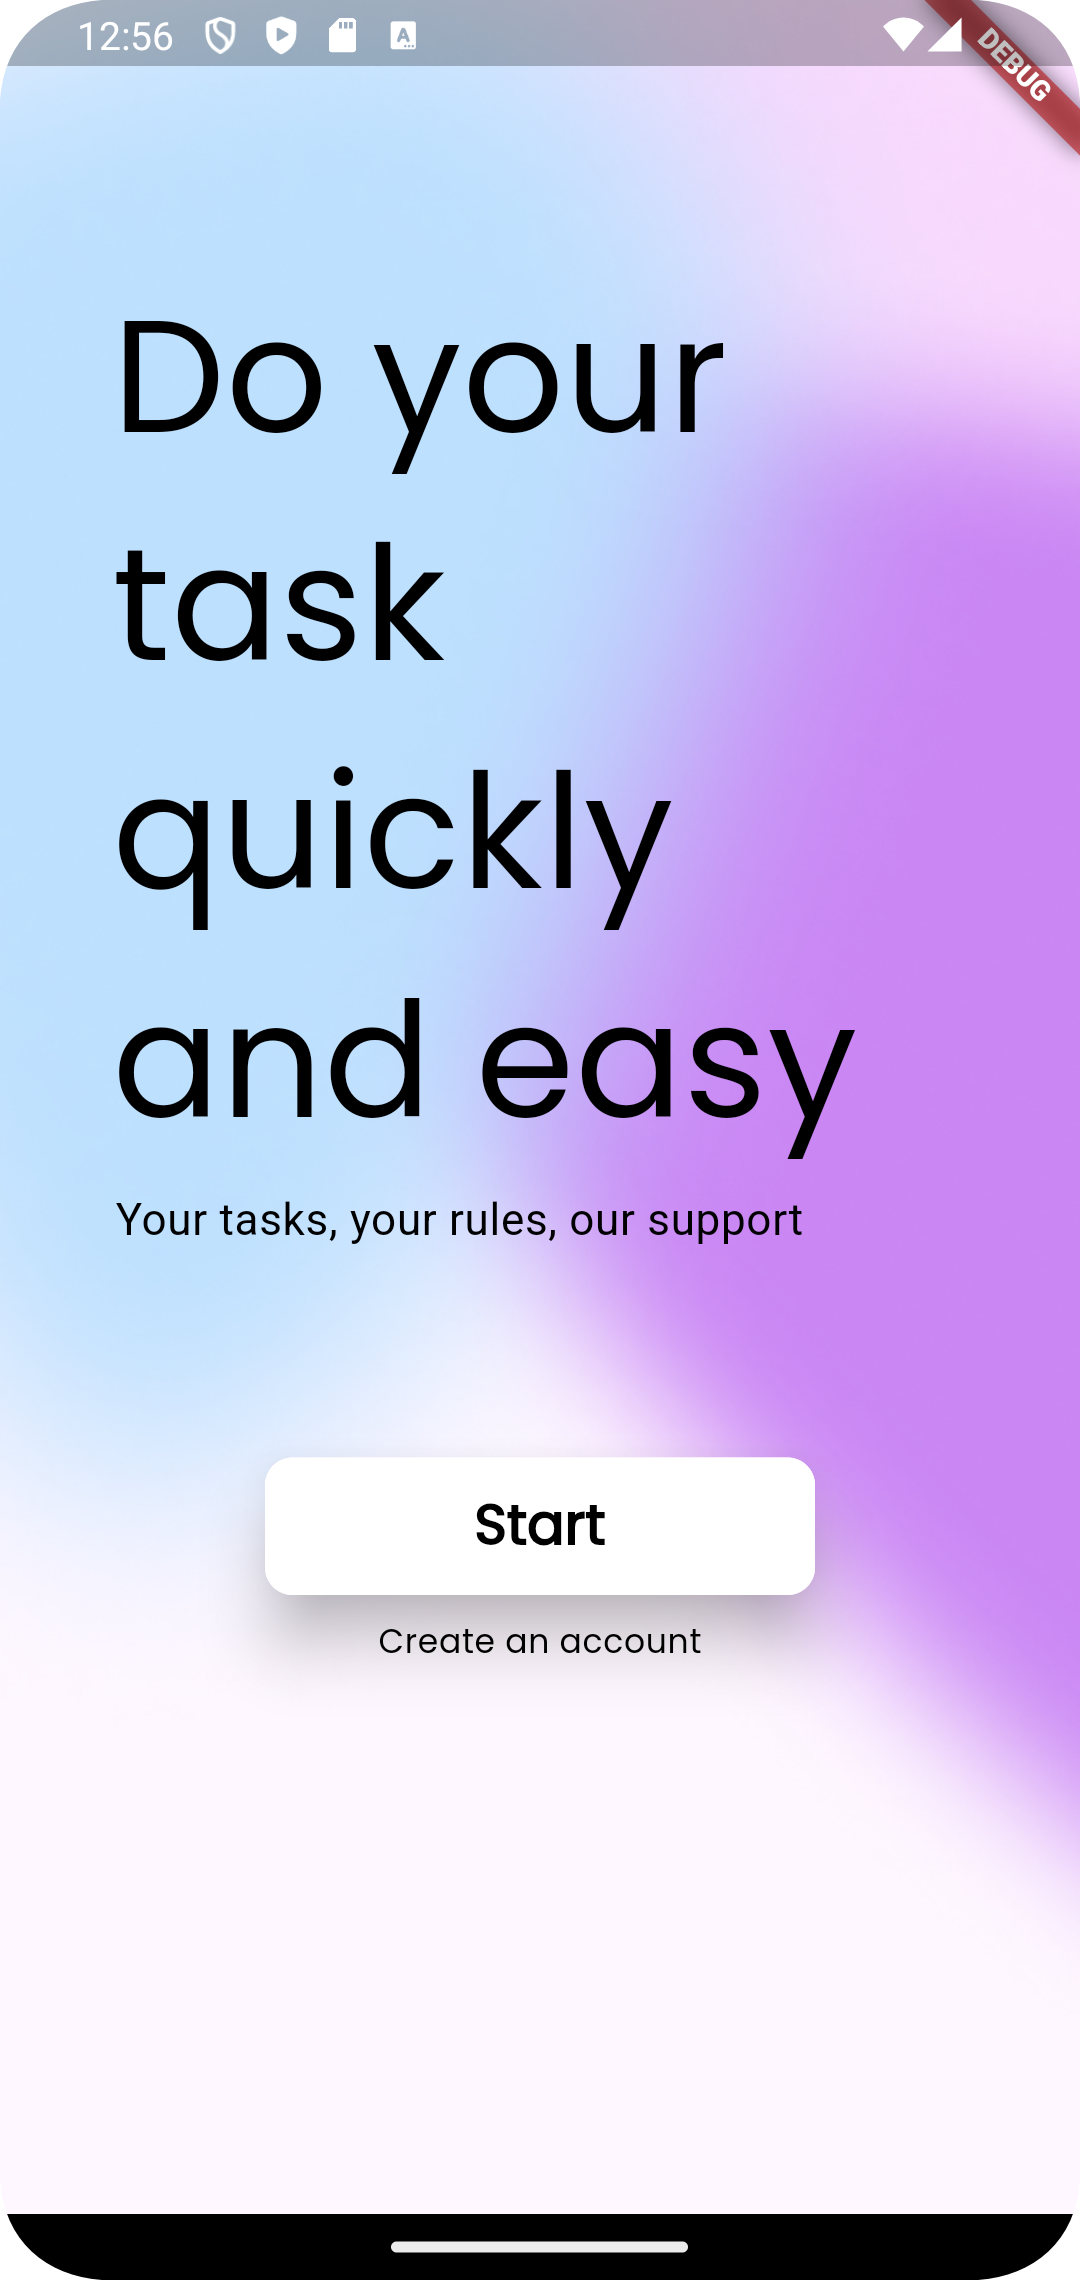 12:56
DEBUG
Do your
task
quickly
and easy
Your tasks, your rules, our support
Start
Create an account